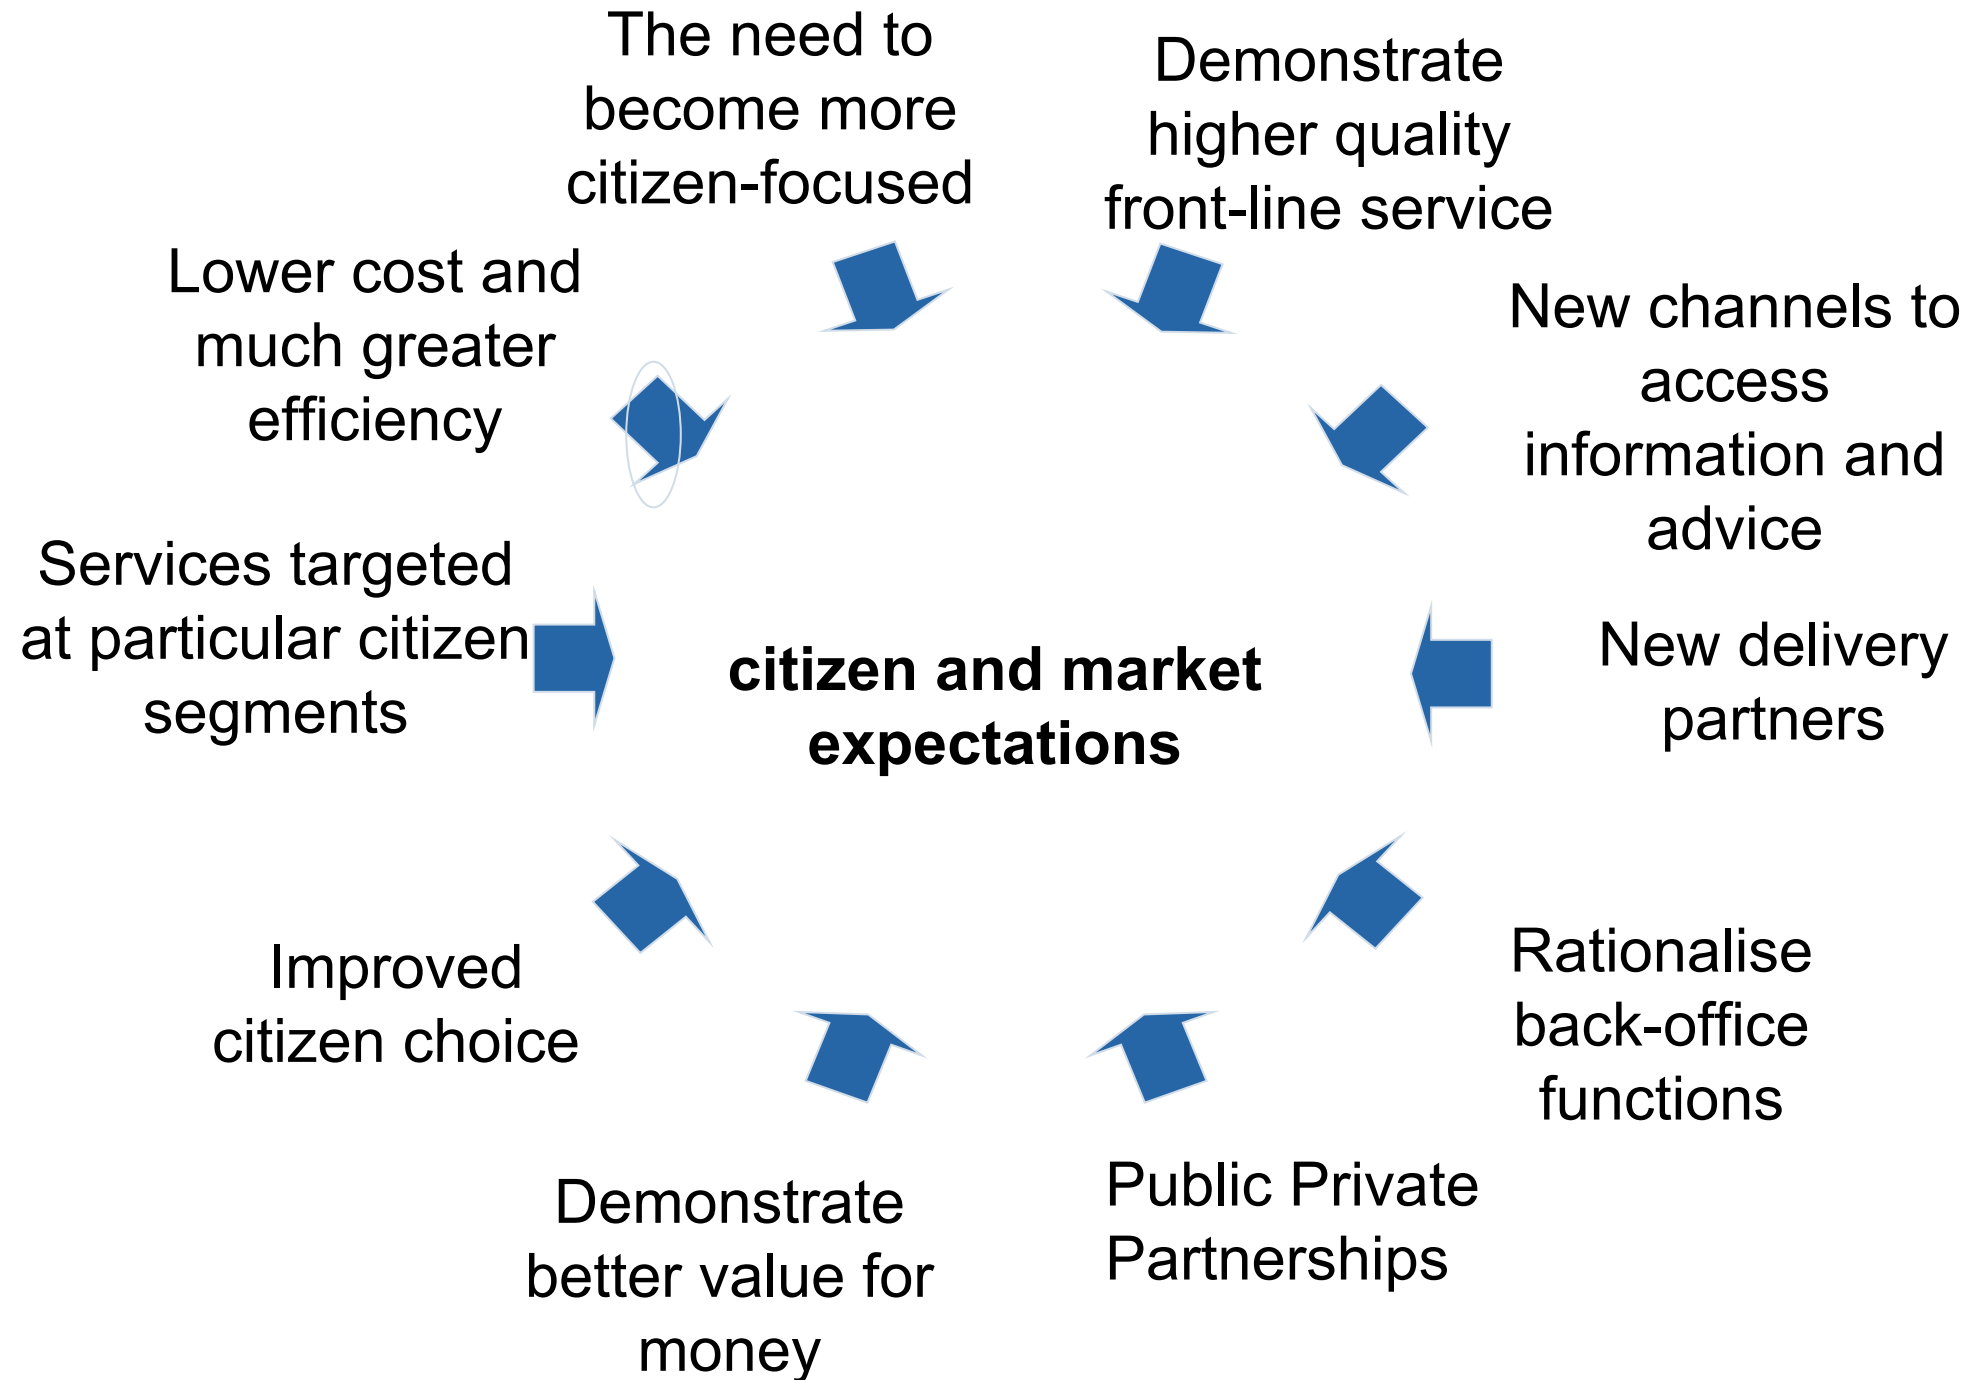 The need to
become more
citizen-focused
Demonstrate
higher quality
front-line service
Lower cost and
much greater
efficiency
New channels to
access
information and
advice
Services targeted
at particular citizen
segments
citizen and market
expectations
New delivery
partners
Improved
citizen choice
Rationalise
back-office
functions
Demonstrate
better value for
money
Public Private
Partnerships